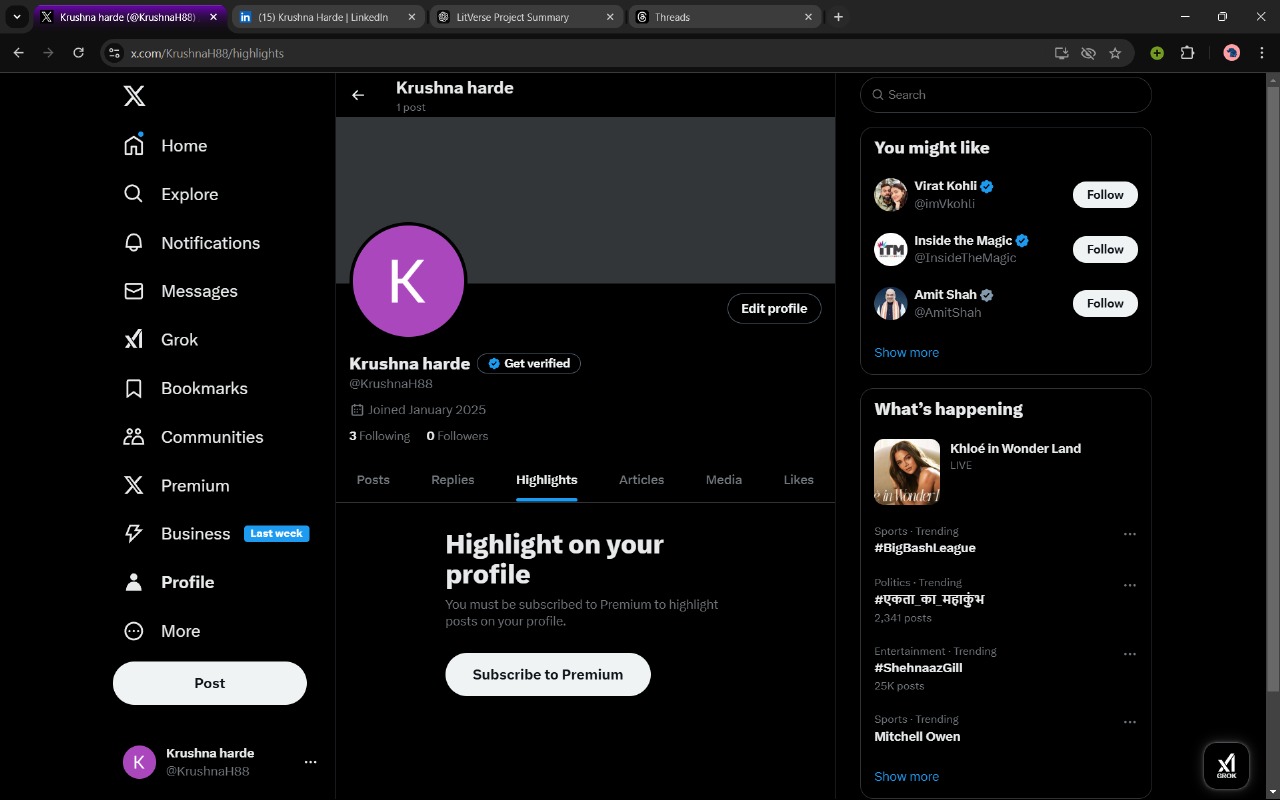 Krushna harde (@KrushnaH88)
(15) Krushna Harde | LinkedIn
LitVerse Project Summary
Threads
x.com/KrushnaH88/highlights
Home
Explore
Notifications
Messages
Grok
Bookmarks
Communities
Premium
Business Last week
Profile
More
Post
K
Krushna harde
@KrushnaH88
Krushna harde
1 post
K
Edit profile
Krushna harde Get verified
@KrushnaH88
Joined January 2025
3 Following 0 Followers
Posts Replies Highlights Articles Media Likes
Highlight on your
profile
You must be subscribed to Premium to highlight
posts on your profile.
Subscribe to Premium
Search
You might like
Virat Kohli
@imVkohli
Follow
iTM
Inside the Magic
@InsideTheMagic
Follow
Amit Shah
@AmitShah
Follow
Show more
What's happening
e in Wonder
Khloé in Wonder Land
LIVE
Sports · Trending
#BigBashLeague
Politics · Trending
#एकता_का_महाकुंभ
2,341 posts
Entertainment · Trending
#ShehnaazGill
25K posts
Sports · Trending
Mitchell Owen
Show more
GROK